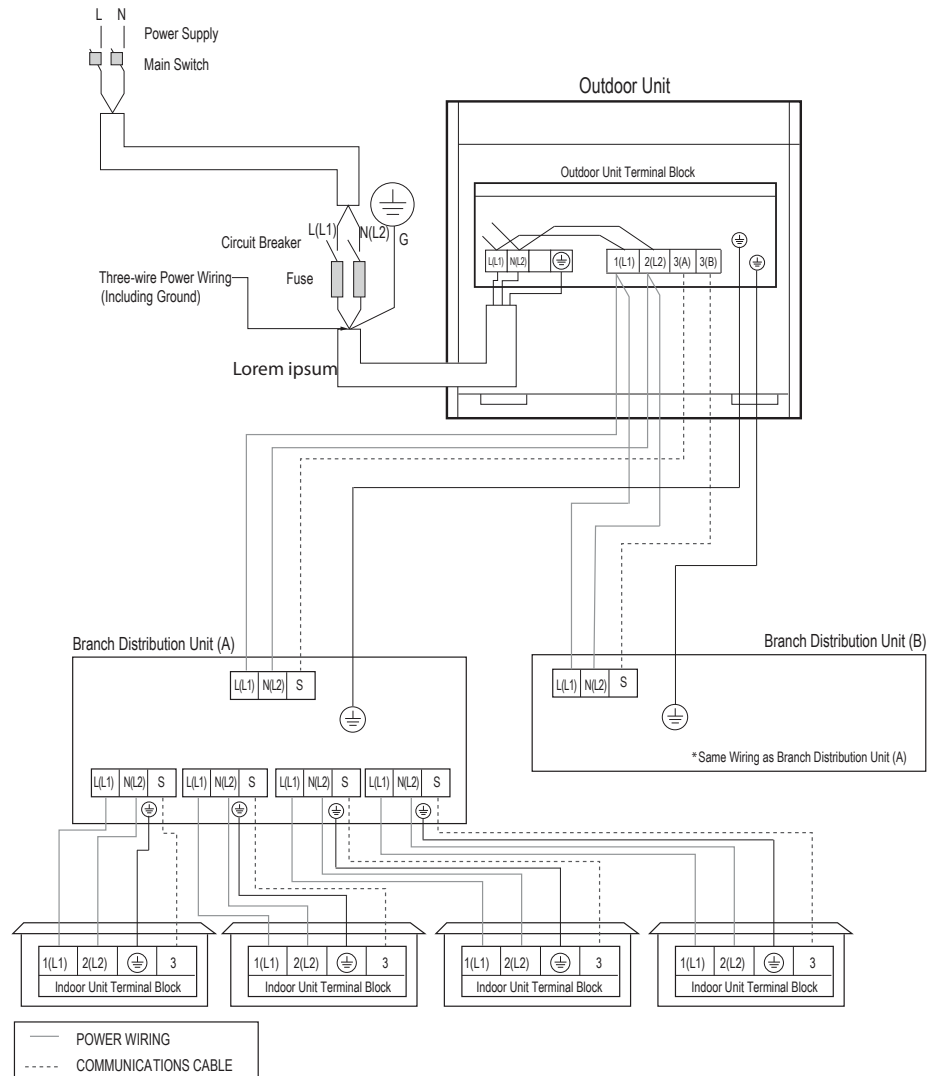 L N
Power Supply
Main Switch
Outdoor Unit
Outdoor Unit Terminal Block
L(L1) N(L2) G
Circuit Breaker
L(L1) N(L2)
1(L1) 2(L2) 3(A) 3(B)
Three-wire Power Wiring
(Including Ground)
Fuse
Lorem ipsum
Branch Distribution Unit (A)
L(L1) N(L2) S
Branch Distribution Unit (B)
L(L1) N(L2) S
*Same Wiring as Branch Distribution Unit (A)
L(L1) N(L2) S
L(L1) N(L2) S
L(L1) N(L2) S
L(L1) N(L2) S
1(L1) 2(L2) 3
Indoor Unit Terminal Block
1(L1) 2(L2) 3
Indoor Unit Terminal Block
1(L1) 2(L2) 3
Indoor Unit Terminal Block
1(L1) 2(L2) 3
Indoor Unit Terminal Block
POWER WIRING
COMMUNICATIONS CABLE